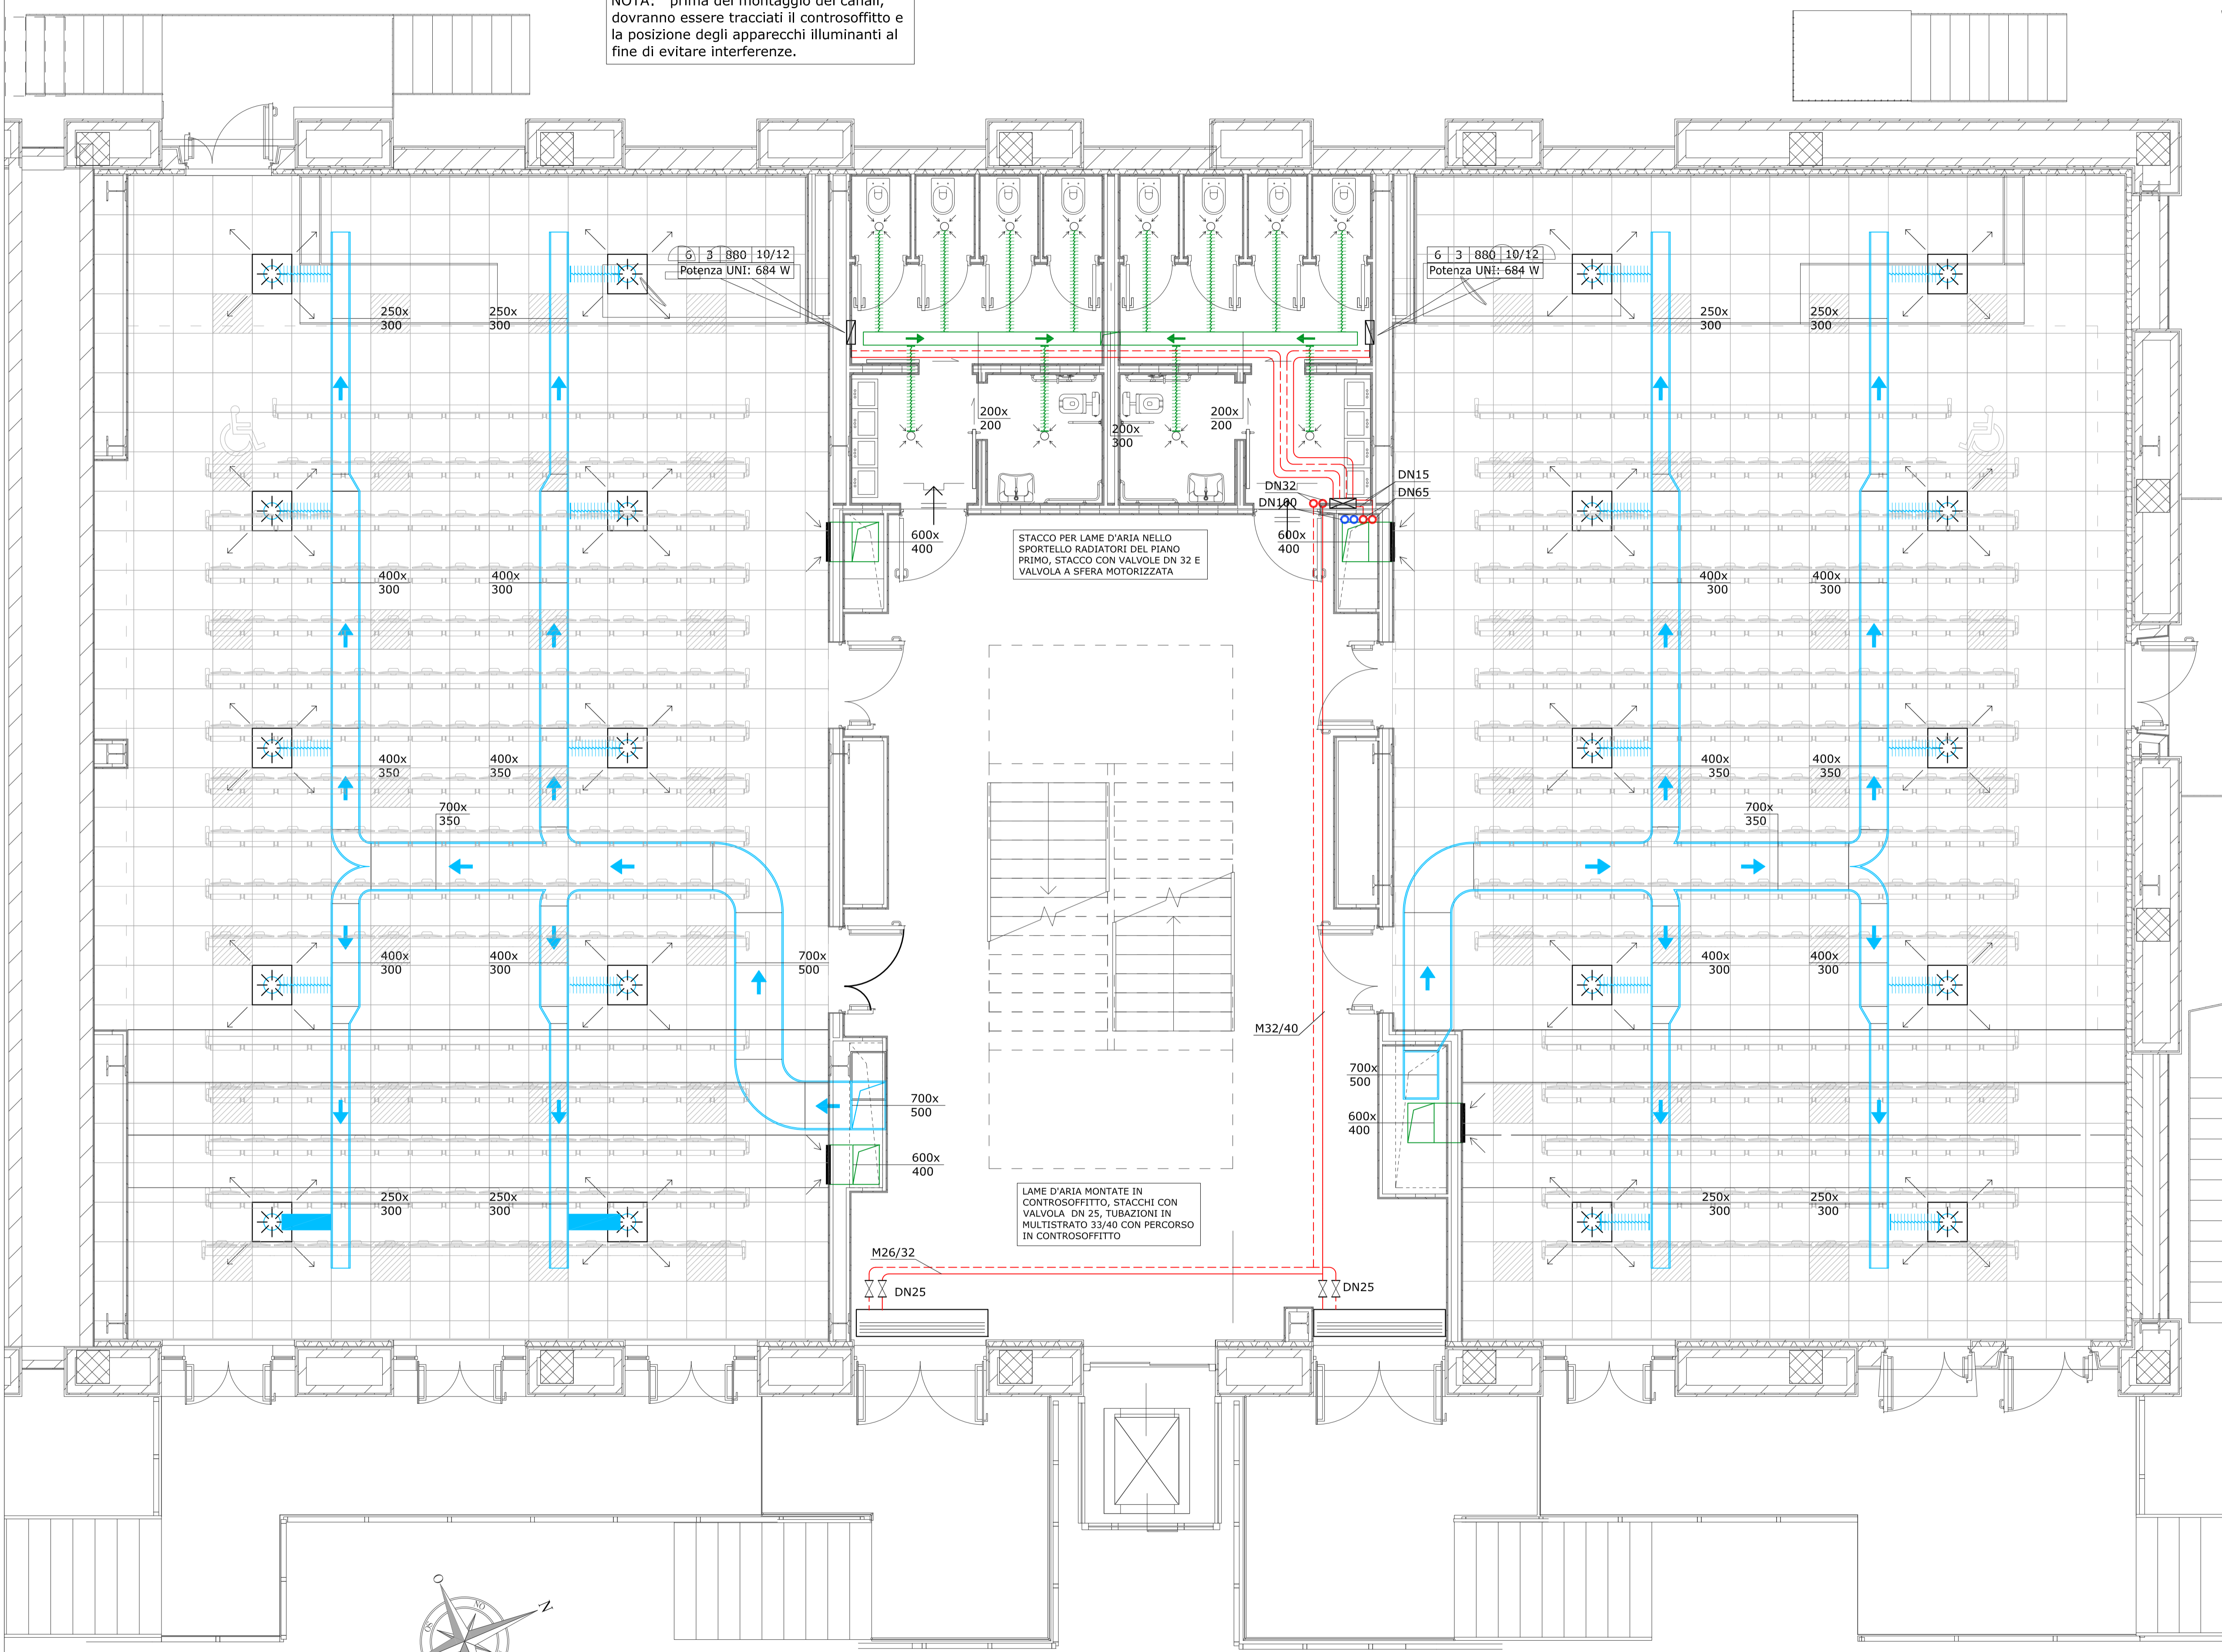 NOTA: prima del montaggio dei canali,
dovranno essere tracciati il controsoffitto e
la posizione degli apparecchi illuminanti al
fine di evitare interferenze.
6 3 880 10/12
Potenza UNI: 684 W
6 3 880 10/12
Potenza UNI: 684 W
250x
300
250x
300
250x
300
250x
300
200x
200
200x
300
200x
200
DN32
DN100
DN15
DN65
600x
400
600x
400
STACCO PER LAME D'ARIA NELLO
SPORTELLO RADIATORI DEL PIANO
PRIMO, STACCO CON VALVOLE DN 32 E
VALVOLA A SFERA MOTORIZZATA
400x
300
400x
300
400x
300
400x
300
400x
350
400x
350
400x
350
400x
350
700x
350
700x
350
400x
300
400x
300
700x
500
400x
300
400x
300
M32/40
700x
500
700x
500
600x
400
600x
400
LAME D'ARIA MONTATE IN
CONTROSOFFITTO, STACCHI CON
VALVOLA DN 25, TUBAZIONI IN
MULTISTRATO 33/40 CON PERCORSO
IN CONTROSOFFITTO
250x
300
250x
300
250x
300
250x
300
M26/32
DN25
DN25
O
NO
N
SO